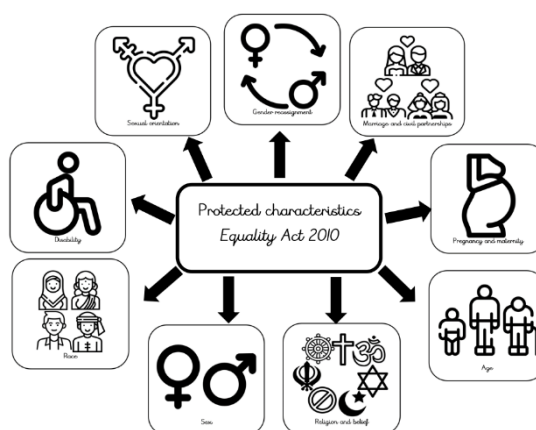 Sexual orientation
Gender reassignment
Marriage and civil partnerships
Disability
Protected characteristics
Equality Act 2010
Pregnancy and maternity
Race
Sex
Religion and belief
Age